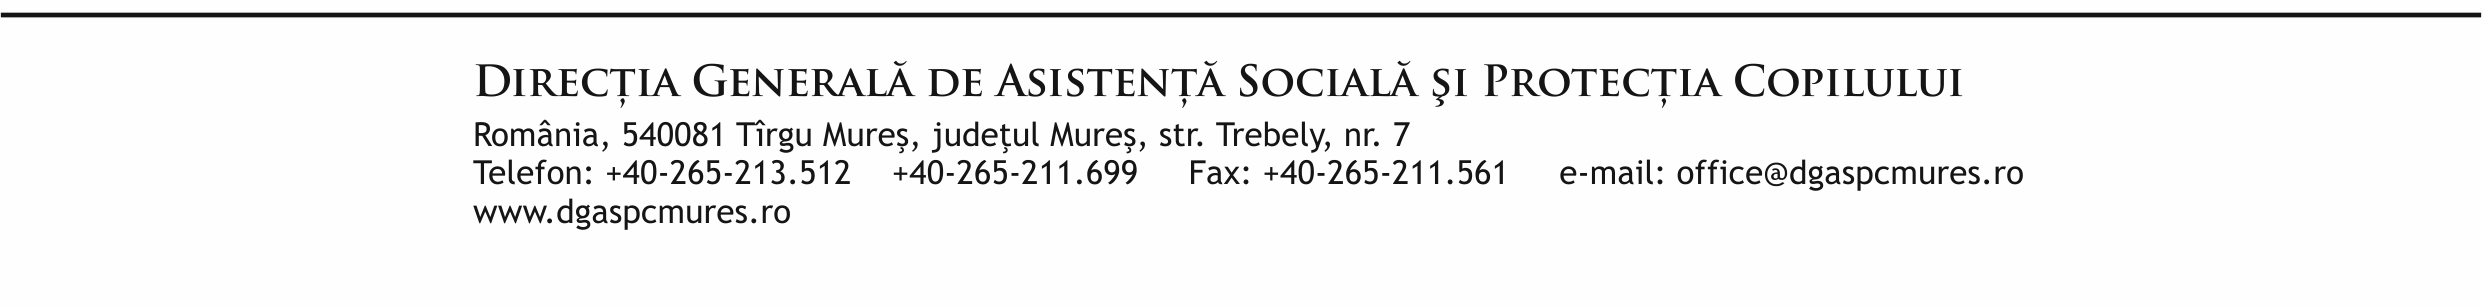 Direcția Generală de Asistență Socială şi Protecția Copilului
România, 540081 Tîrgu Mureş, judeţul Mureş, str. Trebely, nr. 7
Telefon: +40-265-213.512 +40-265-211.699 Fax: +40-265-211.561 e-mail: office@dgaspcmures.ro
www.dgaspcmures.ro